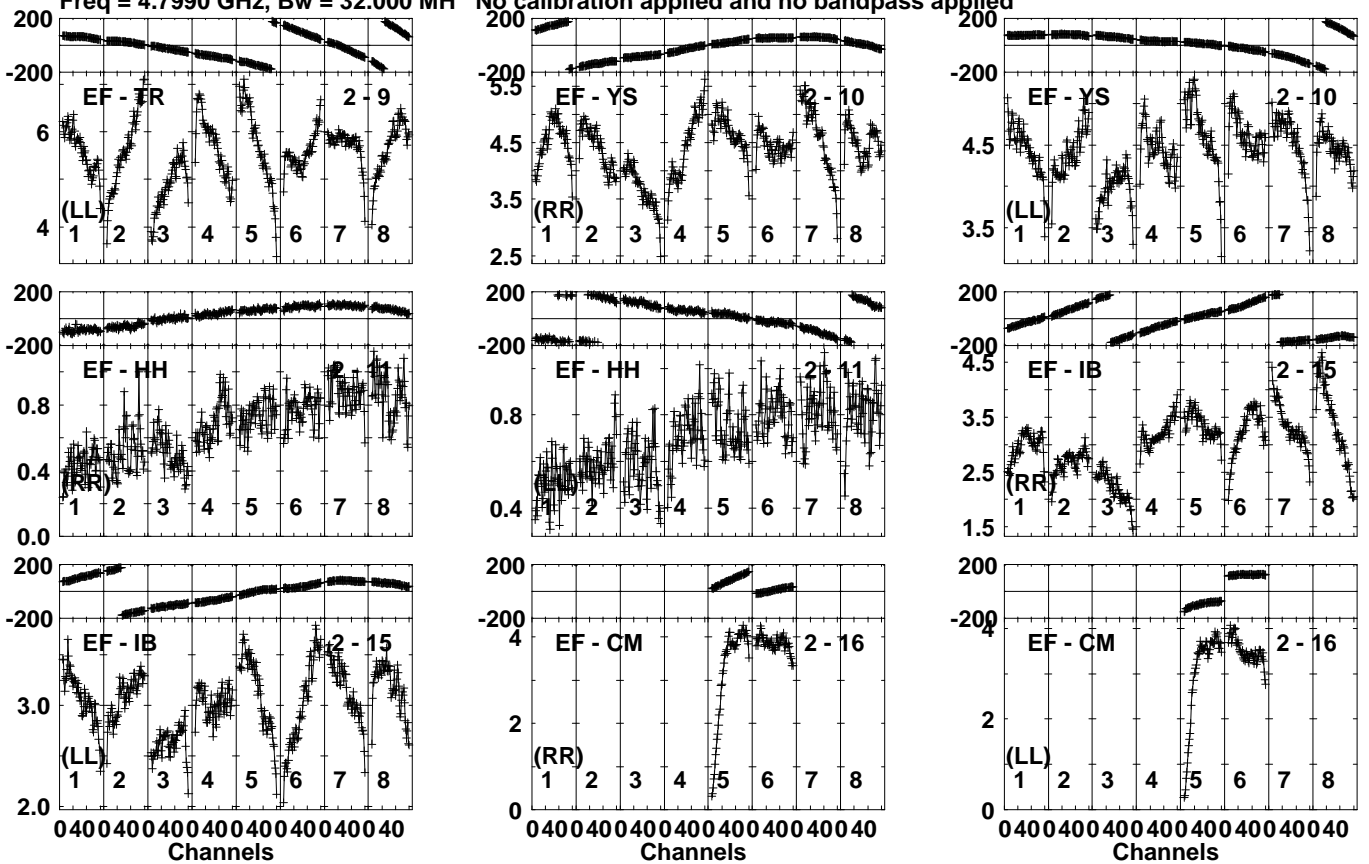 Freq = 4.7990 GHz, Bw = 32.000 MH No calibration applied and no bandpass applied
200
-200
EF - TR 2 - 9
6
4
(LL)
1 2 3 4 5 6 7 8
200
-200
5.5
EF - YS 2 - 10
4.5
3.5
(RR)
2.5
1 2 3 4 5 6 7 8
200
-200
EF - YS 2 - 10
4.5
(LL)
3.5
1 2 3 4 5 6 7 8
200
-200
EF - HH 2 - 11
0.8
0.4
(RR)
1 2 3 4 5 6 7 8
0.0
200
-200
EF - HH 2 - 11
0.8
(LL)
0.4
1 2 3 4 5 6 7 8
200
-200
4.5
EF - IB 2 - 15
3.5
2.5
(RR)
1.5
1 2 3 4 5 6 7 8
200
-200
EF - IB 2 - 15
3.0
(LL)
1 2 3 4 5 6 7 8
2.0
0 40 0 40 0 40 0 40 0 40 0 40 0 40 0 40
Channels
200
-200
EF - CM 2 - 16
4
2
(RR)
1 2 3 4 5 6 7 8
0
0 40 0 40 0 40 0 40 0 40 0 40 0 40 0 40
Channels
200
-200
4
EF - CM 2 - 16
2
(LL)
1 2 3 4 5 6 7 8
0
0 40 0 40 0 40 0 40 0 40 0 40 0 40 0 40
Channels